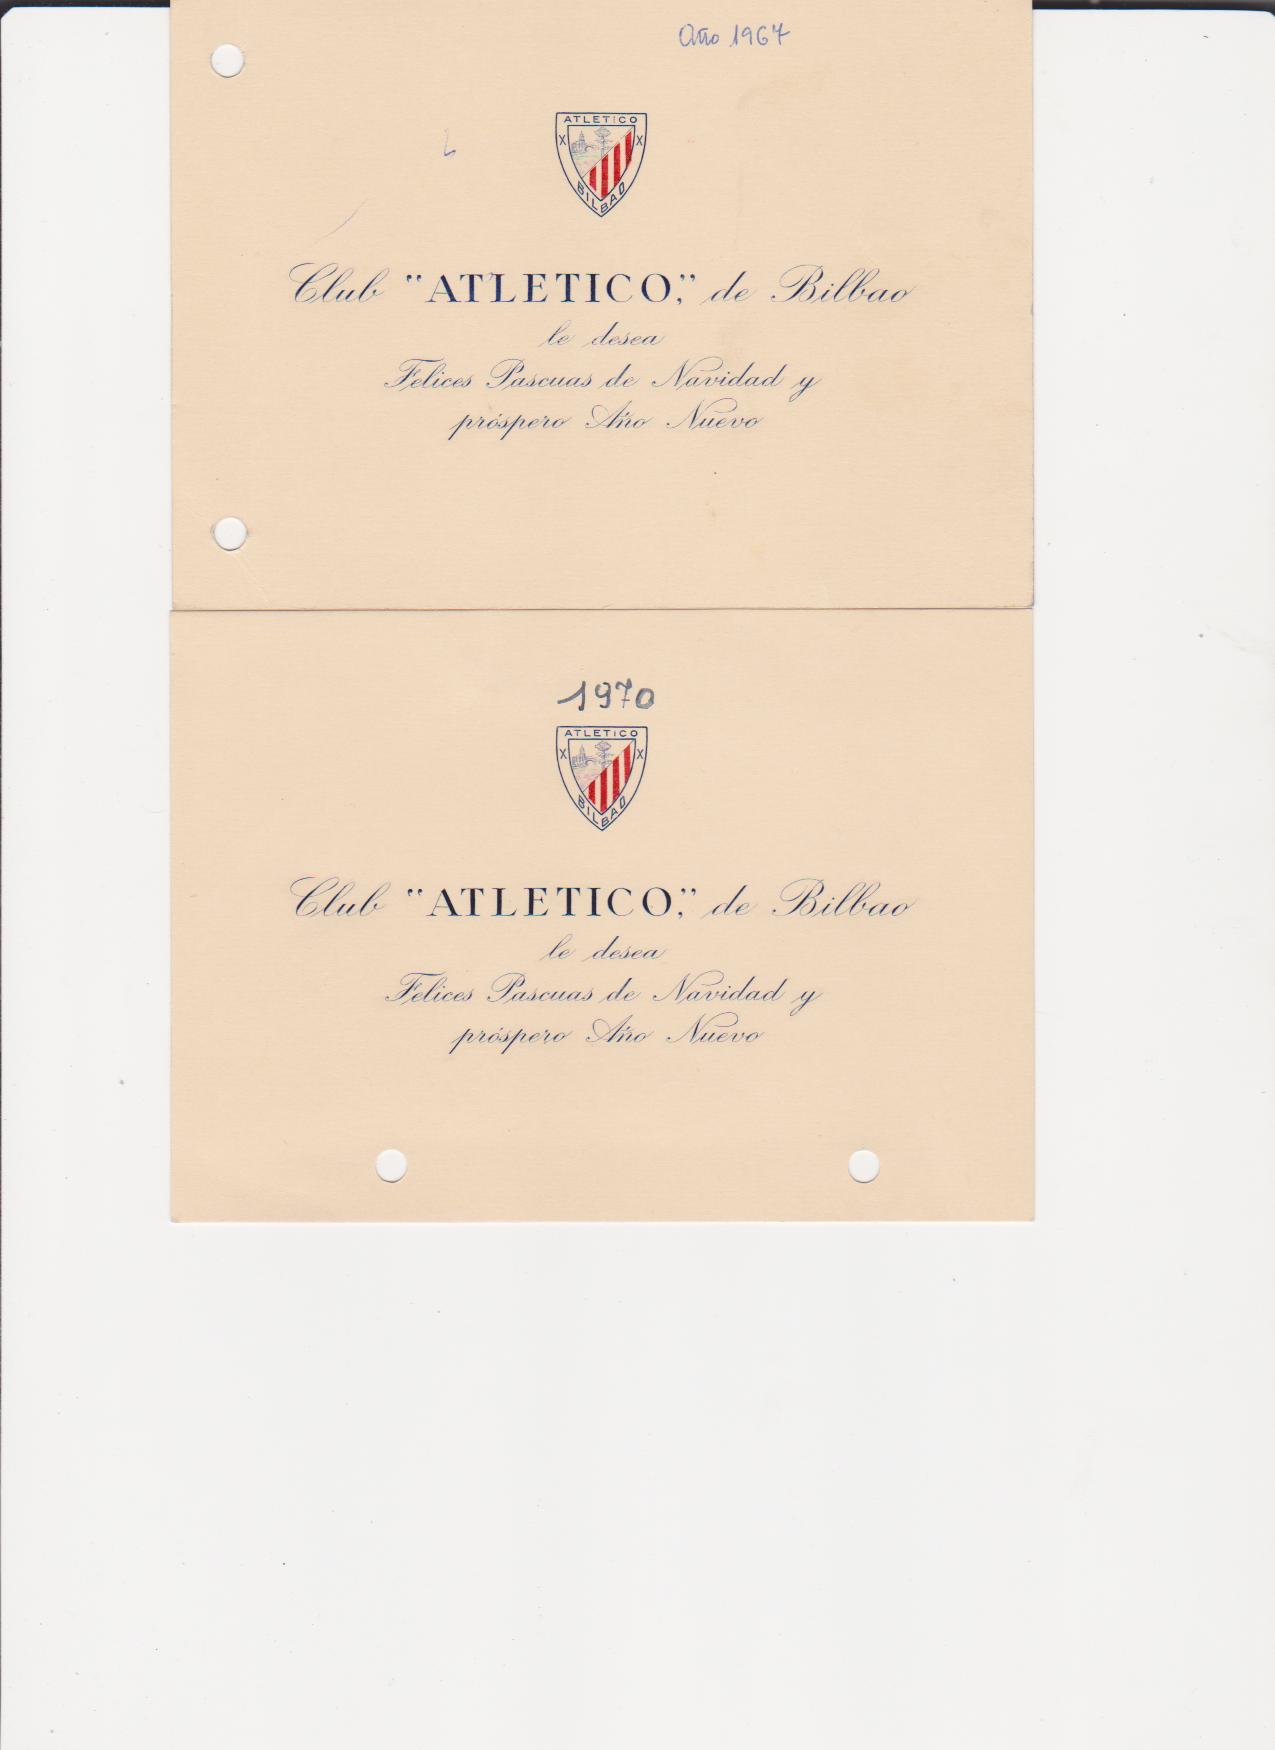 Año 1967
ATLETICO
X X
BILBAO
Club "ATLETICO," de Bilbao
le desea
Felices Pascuas de Navidad y
próspero Año Nuevo
1970
ATLETICO
X X
BILBAO
Club "ATLETICO," de Bilbao
le desea
Felices Pascuas de Navidad y
próspero Año Nuevo